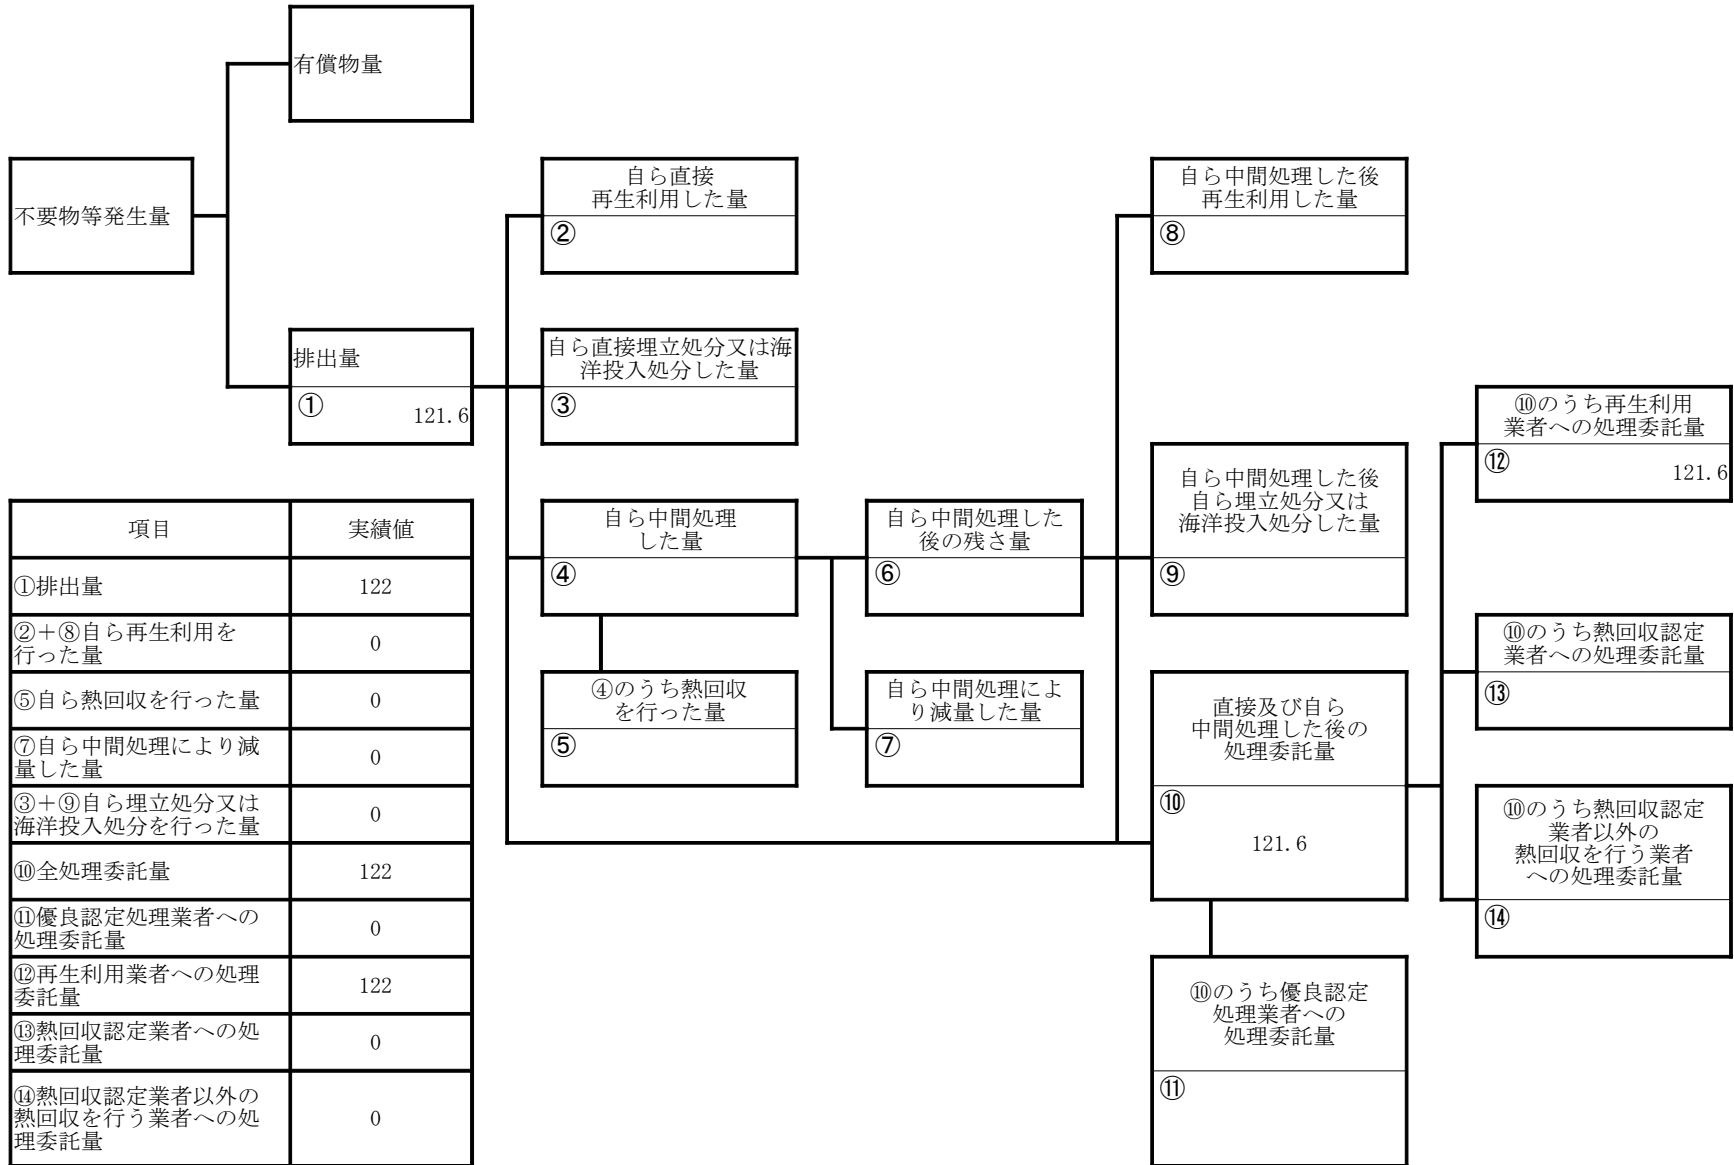 有償物量
不要物等発生量
自ら直接
再生利用した量
②
自ら中間処理した後
再生利用した量
⑧
排出量
①
121.6
自ら直接埋立処分又は海
洋投入処分した量
③
⑩のうち再生利用
業者への処理委託量
⑫
121.6
自ら中間処理
した量
④
自ら中間処理した
後の残さ量
⑥
自ら中間処理した後
自ら埋立処分又は
海洋投入処分した量
⑨
④のうち熱回収
を行った量
⑤
自ら中間処理によ
り減量した量
⑦
直接及び自ら
中間処理した後の
処理委託量
⑩
121.6
⑩のうち熱回収認定
業者への処理委託量
⑬
⑩のうち熱回収認定
業者以外の
熱回収を行う業者
への処理委託量
⑭
⑩のうち優良認定
処理業者への
処理委託量
⑪
項目 実績値
①排出量 122
②+⑧自ら再生利用を
行った量 0
⑤自ら熱回収を行った量 0
⑦自ら中間処理により減
量した量 0
③+⑨自ら埋立処分又は
海洋投入処分を行った量 0
⑩全処理委託量 122
⑪優良認定処理業者への
処理委託量 0
⑫再生利用業者への処理
委託量 122
⑬熱回収認定業者への処
理委託量 0
⑭熱回収認定業者以外の
熱回収を行う業者への処
理委託量 0